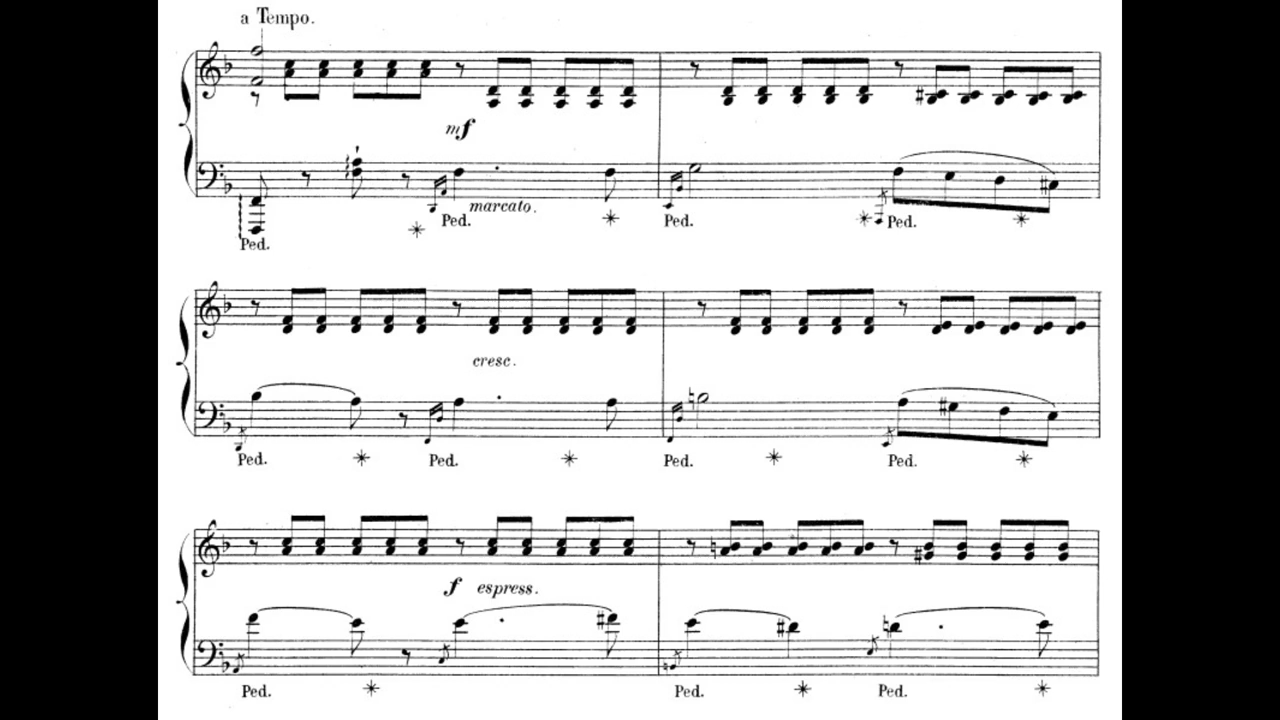 a Tempo.
mf
marcato.
Ped. Ped. Ped. Ped.
cresc.
Ped. Ped. Ped. Ped.
f espress.
Ped. Ped. Ped.